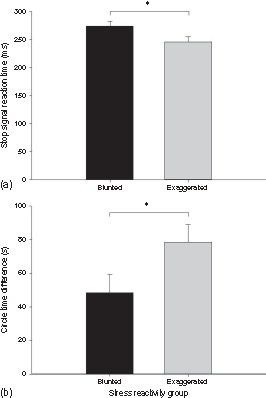 *
300
250
200
150
100
50
0
Stop signal reaction time (ms)
Blunted Exaggerated
(a)
*
100
80
60
40
20
0
Circle time difference (s)
Blunted Exaggerated
(b) Stress reactivity group